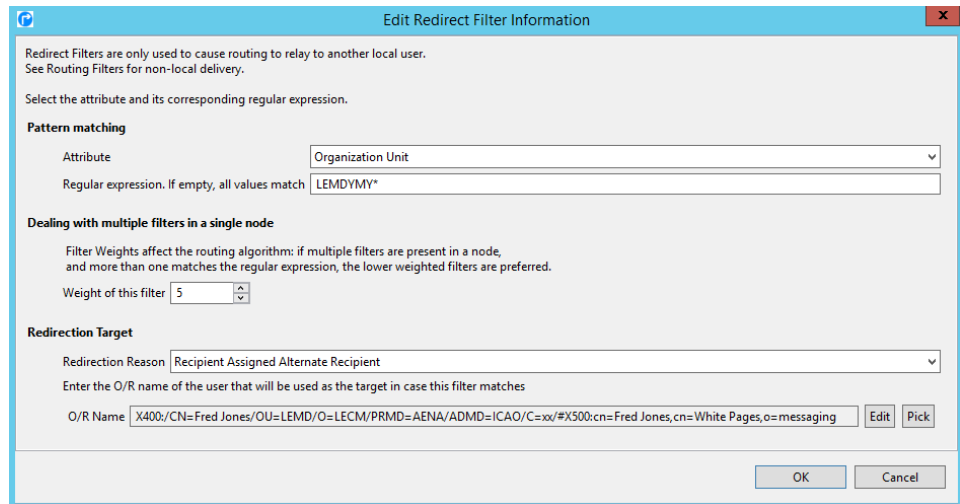 Edit Redirect Filter Information
x
Redirect Filters are only used to cause routing to relay to another local user.
See Routing Filters for non-local delivery.
Select the attribute and its corresponding regular expression.
Pattern matching
Attribute Organization Unit
Regular expression. If empty, all values match LEMDYMY*
Dealing with multiple filters in a single node
Filter Weights affect the routing algorithm: if multiple filters are present in a node,
and more than one matches the regular expression, the lower weighted filters are preferred.
Weight of this filter 5
Redirection Target
Redirection Reason Recipient Assigned Alternate Recipient
Enter the O/R name of the user that will be used as the target in case this filter matches
O/R Name X400:/CN=Fred Jones/OU=LEMD/O=LECM/PRMD=AENA/ADMD=ICAO/C=xx/#X500:cn=Fred Jones,cn=White Pages,o=messaging Edit Pick
OK Cancel